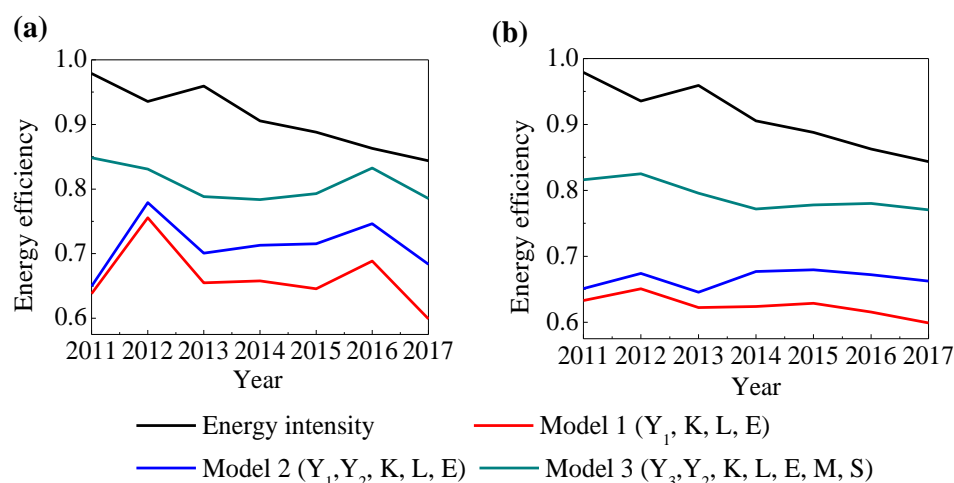 (a)
1.0
0.9
0.8
0.7
0.6
Energy efficiency
2011 2012 2013 2014 2015 2016 2017
Year
(b)
1.0
0.9
0.8
0.7
0.6
Energy efficiency
2011 2012 2013 2014 2015 2016 2017
Year
Energy intensity
Model 1 (Y₁, K, L, E)
Model 2 (Y₁,Y₂, K, L, E)
Model 3 (Y₃,Y₂, K, L, E, M, S)